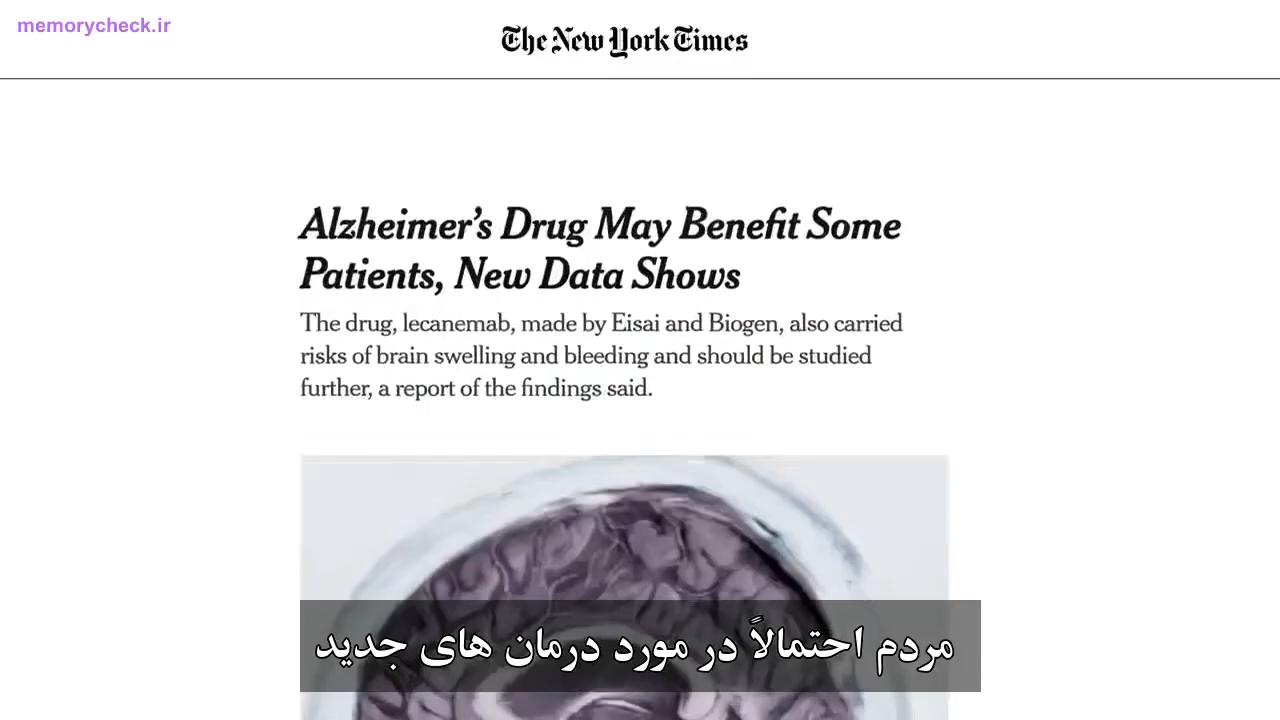 memorycheck.ir
The New York Times
Alzheimer's Drug May Benefit Some
Patients, New Data Shows
The drug, lecanemab, made by Eisai and Biogen, also carried
risks of brain swelling and bleeding and should be studied
further, a report of the findings said.
مردم احتمالاً در مورد درمان های جدید